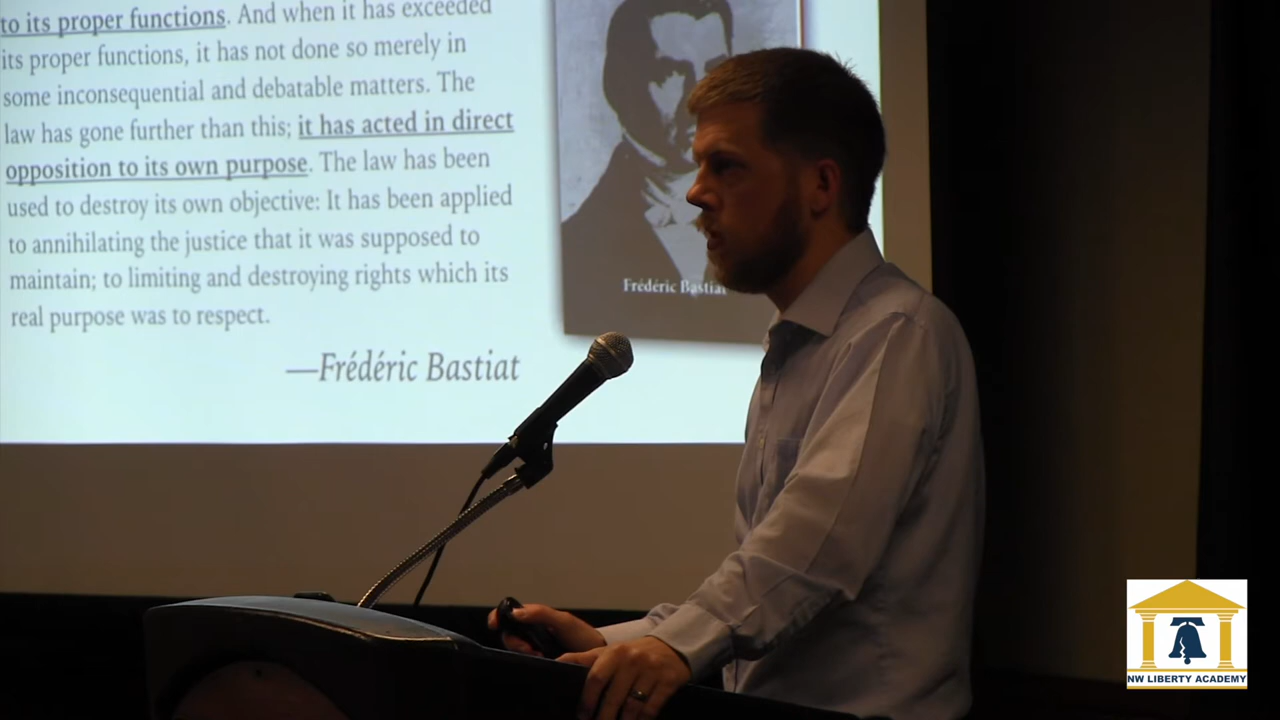 to its proper functions. And when it has exceeded
its proper functions, it has not done so merely in
some inconsequential and debatable matters. The
law has gone further than this; it has acted in direct
opposition to its own purpose. The law has been
used to destroy its own objective: It has been applied
to annihilating the justice that it was supposed to
maintain; to limiting and destroying rights which its
real purpose was to respect.
—Frédéric Bastiat
Frédéric Bastiat
NW LIBERTY ACADEMY